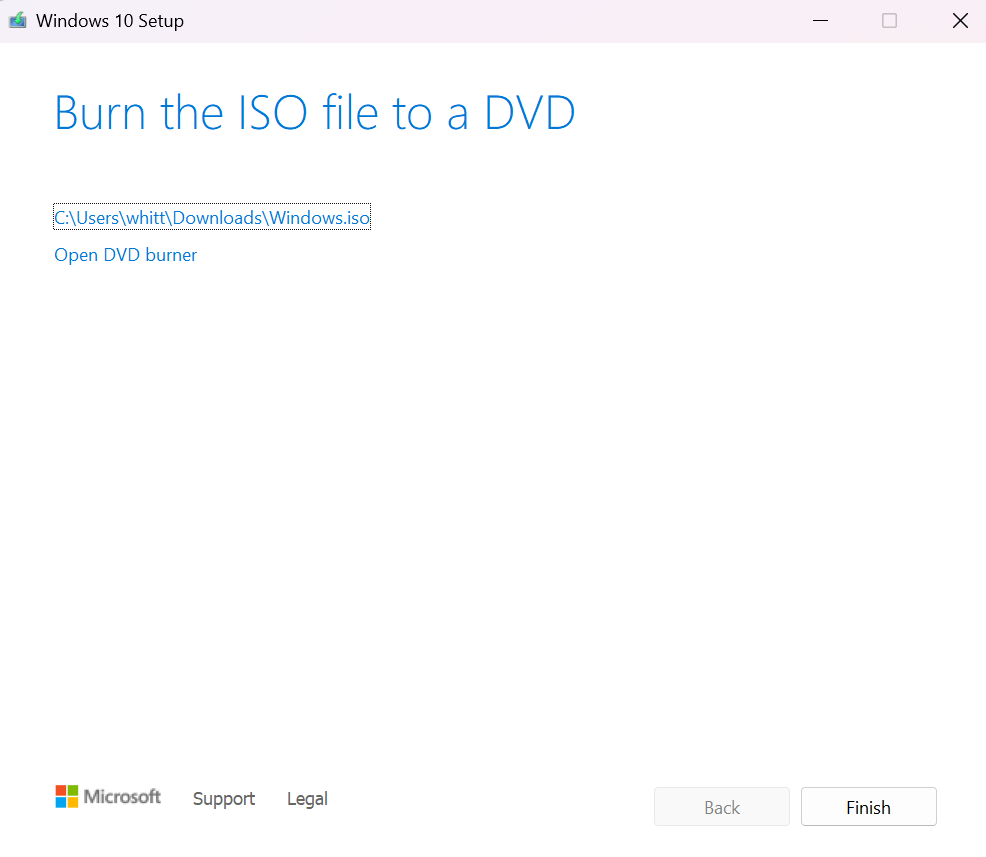 Windows 10 Setup
Burn the ISO file to a DVD
C:\Users\whitt\Downloads\Windows.iso
Open DVD burner
Microsoft Support Legal Back Finish